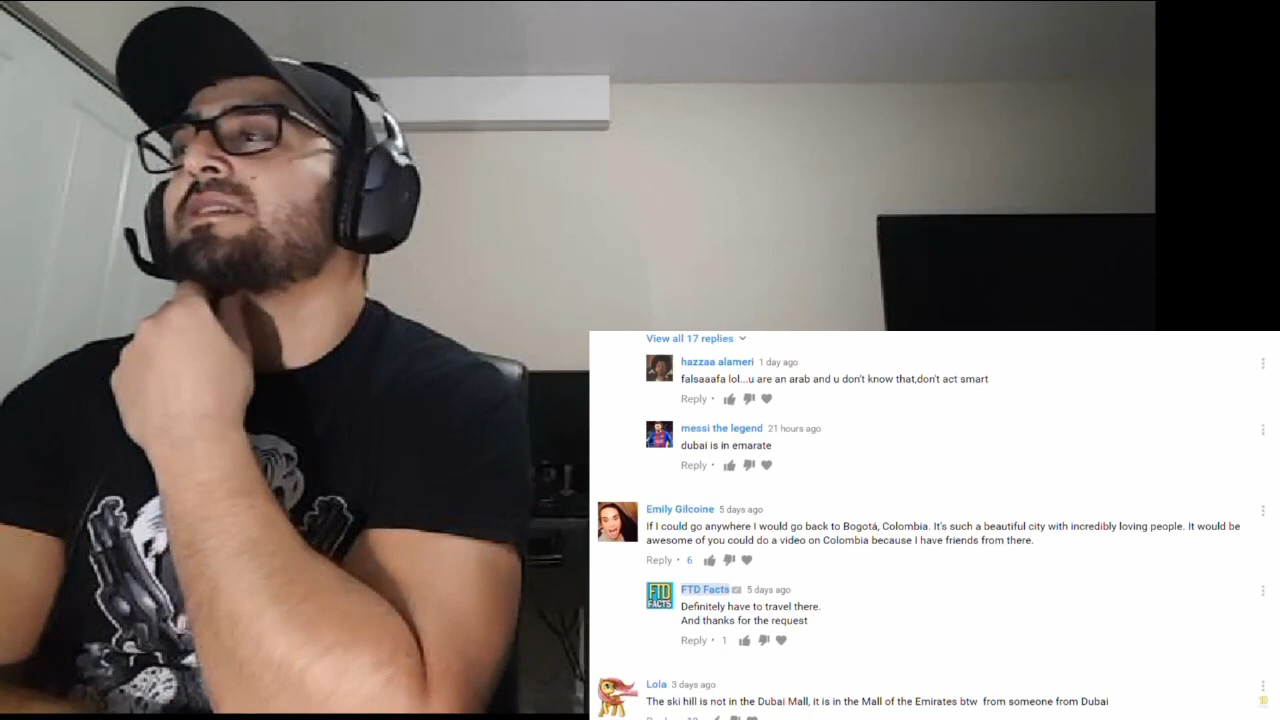 View all 17 replies
hazzaa alameri 1 day ago
falsaaafa lol...u are an arab and u don't know that,don't act smart
Reply
messi the legend 21 hours ago
dubai is in emarate
Reply
Emily Gilcoine 5 days ago
If I could go anywhere I would go back to Bogotá, Colombia. It's such a beautiful city with incredibly loving people. It would be
awesome of you could do a video on Colombia because I have friends from there.
Reply 6
FTD FACTS
FTD Facts 5 days ago
Definitely have to travel there.
And thanks for the request
Reply 1
Lola 3 days ago
The ski hill is not in the Dubai Mall, it is in the Mall of the Emirates btw from someone from Dubai